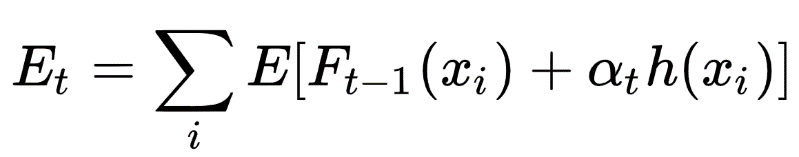 E_t = \sum_i E[F_{t-1}(x_i) + \alpha_t h(x_i)]